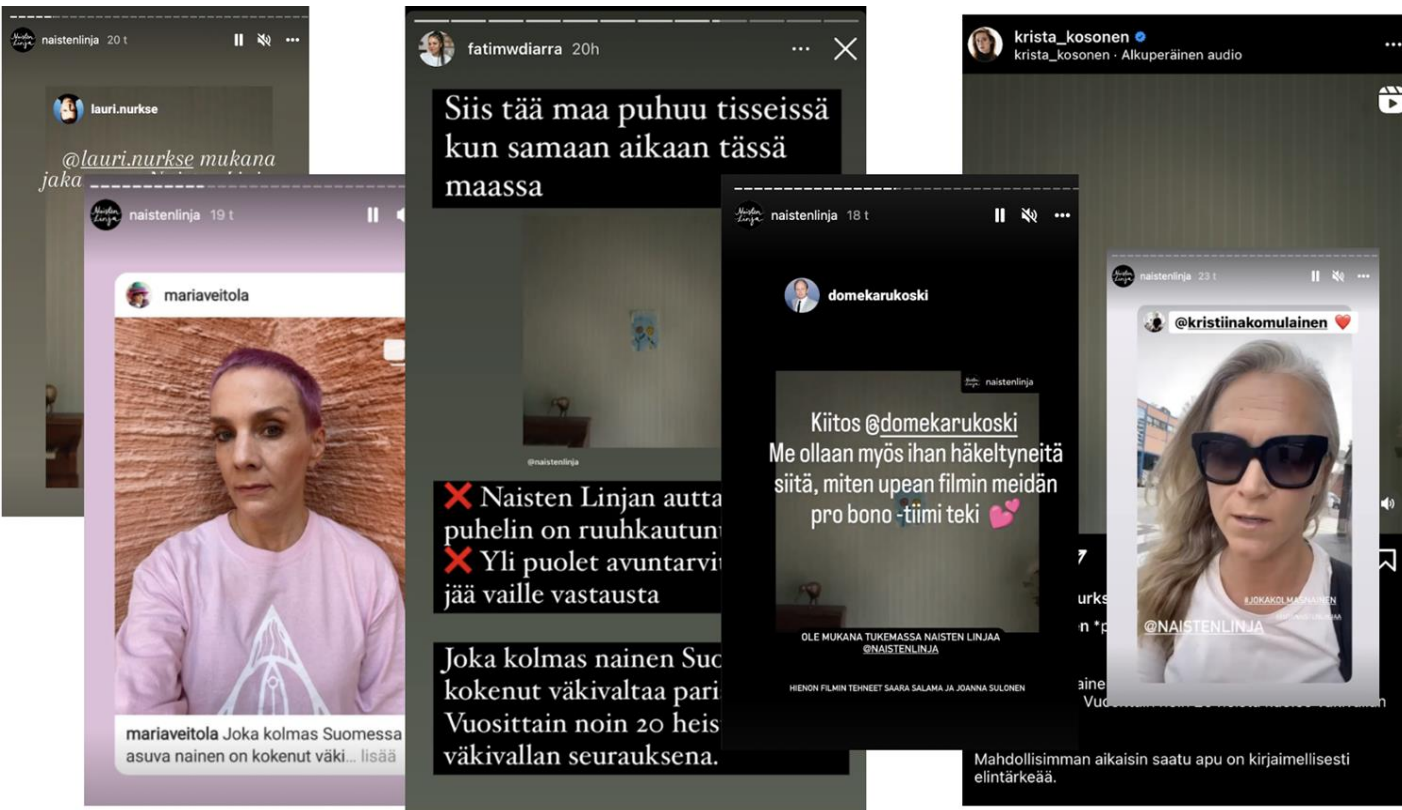 naistenlinja 20 t
lauri.nurkse
@lauri.nurkse mukana
naistenlinja 19 t
mariaveitola
mariaveitola Joka kolmas Suomessa
asuva nainen on kokenut väki... lisää
fatimwdiarra 20h
Siis tää maa puhuu tisseissä
kun samaan aikaan tässä
maassa
@naistenlinja
❌ Naisten Linjan autta
puhelin on ruuhkautun
❌ Yli puolet avuntarvi
jää vaille vastausta
Joka kolmas nainen Suo
kokenut väkivaltaa pari
Vuosittain noin 20 heis
väkivallan seurauksena.
Naisten Linja
naistenlinja 18 t
domekarukoski
naistenlinja
Kiitos @domekarukoski
Me ollaan myös ihan häkeltyneitä
siitä, miten upean filmin meidän
pro bono -tiimi teki 💕
OLE MUKANA TUKEMASSA NAISTEN LINJAA
@NAISTENLINJA
HIENON FILMIN TEHNEET SAARA SALAMA JA JOANNA SULONEN
krista_kosonen
krista_kosonen · Alkuperäinen audio
naistenlinja 23 t
@kristiinakomulainen ❤️
#JOKAKOLMASNAINEN
@NAISTENLINJA
Mahdollisimman aikaisin saatu apu on kirjaimellisesti
elintärkeää.